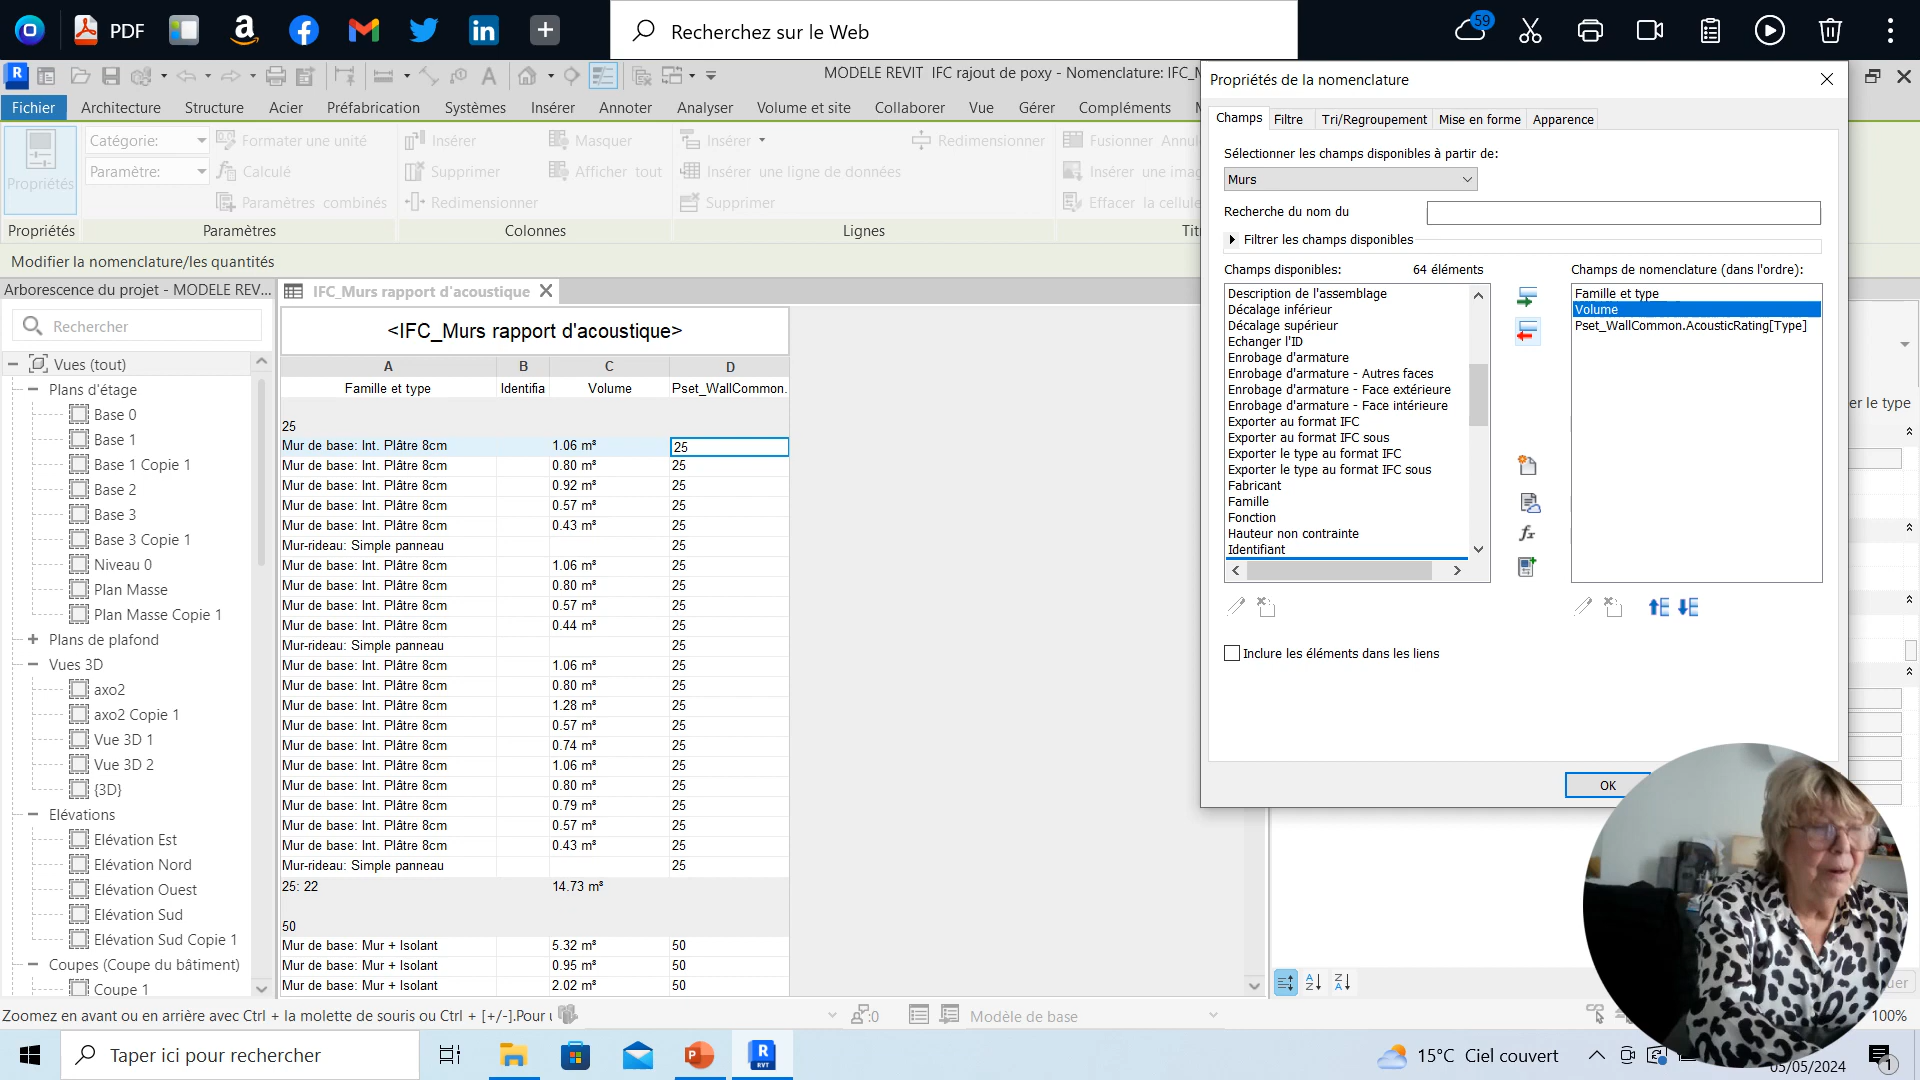 PDF
Recherchez sur le Web
59
MODELE REVIT IFC rajout de poxy - Nomenclature: IFC_M
Fichier Architecture Structure Acier Préfabrication Systèmes Insérer Annoter Analyser Volume et site Collaborer Vue Gérer Compléments
Catégorie: Formater une unité Insérer Masquer Insérer Redimensionner Fusionner Annul
Paramètre: Calculé Supprimer Afficher tout Insérer une ligne de données Insérer une imag
Propriétés Paramètres combinés Redimensionner Supprimer Effacer la cellule
Propriétés Paramètres Colonnes Lignes Tit
Modifier la nomenclature/les quantités
Arborescence du projet - MODELE REV...
Rechercher
Vues (tout)
Plans d'étage
Base 0
Base 1
Base 1 Copie 1
Base 2
Base 3
Base 3 Copie 1
Niveau 0
Plan Masse
Plan Masse Copie 1
Plans de plafond
Vues 3D
axo2
axo2 Copie 1
Vue 3D 1
Vue 3D 2
{3D}
Elévations
Elévation Est
Elévation Nord
Elévation Ouest
Elévation Sud
Elévation Sud Copie 1
Coupes (Coupe du bâtiment)
Coupe 1
IFC_Murs rapport d'acoustique
<IFC_Murs rapport d'acoustique>
A B C D
Famille et type Identifia Volume Pset_WallCommon.
25
Mur de base: Int. Plâtre 8cm 1.06 m³ 25
Mur de base: Int. Plâtre 8cm 0.80 m³ 25
Mur de base: Int. Plâtre 8cm 0.92 m³ 25
Mur de base: Int. Plâtre 8cm 0.57 m³ 25
Mur de base: Int. Plâtre 8cm 0.43 m³ 25
Mur-rideau: Simple panneau 25
Mur de base: Int. Plâtre 8cm 1.06 m³ 25
Mur de base: Int. Plâtre 8cm 0.80 m³ 25
Mur de base: Int. Plâtre 8cm 0.57 m³ 25
Mur de base: Int. Plâtre 8cm 0.44 m³ 25
Mur-rideau: Simple panneau 25
Mur de base: Int. Plâtre 8cm 1.06 m³ 25
Mur de base: Int. Plâtre 8cm 0.80 m³ 25
Mur de base: Int. Plâtre 8cm 1.28 m³ 25
Mur de base: Int. Plâtre 8cm 0.57 m³ 25
Mur de base: Int. Plâtre 8cm 0.74 m³ 25
Mur de base: Int. Plâtre 8cm 1.06 m³ 25
Mur de base: Int. Plâtre 8cm 0.80 m³ 25
Mur de base: Int. Plâtre 8cm 0.79 m³ 25
Mur de base: Int. Plâtre 8cm 0.57 m³ 25
Mur de base: Int. Plâtre 8cm 0.43 m³ 25
Mur-rideau: Simple panneau 25
25: 22 14.73 m³
50
Mur de base: Mur + Isolant 5.32 m³ 50
Mur de base: Mur + Isolant 0.95 m³ 50
Mur de base: Mur + Isolant 2.02 m³ 50
Propriétés de la nomenclature
Champs Filtre Tri/Regroupement Mise en forme Apparence
Sélectionner les champs disponibles à partir de:
Murs
Recherche du nom du
Filtrer les champs disponibles
Champs disponibles: 64 éléments
Description de l'assemblage
Décalage inférieur
Décalage supérieur
Echanger l'ID
Enrobage d'armature
Enrobage d'armature - Autres faces
Enrobage d'armature - Face extérieure
Enrobage d'armature - Face intérieure
Exporter au format IFC
Exporter au format IFC sous
Exporter le type au format IFC
Exporter le type au format IFC sous
Fabricant
Famille
Fonction
Hauteur non contrainte
Identifiant
Champs de nomenclature (dans l'ordre):
Famille et type
Volume
Pset_WallCommon.AcousticRating[Type]
fx
Inclure les éléments dans les liens
OK
er le type
uer
Zoomez en avant ou en arrière avec Ctrl + la molette de souris ou Ctrl + [+/-].Pour
:0
Modèle de base
100%
Taper ici pour rechercher
15°C Ciel couvert
05/05/2024
1